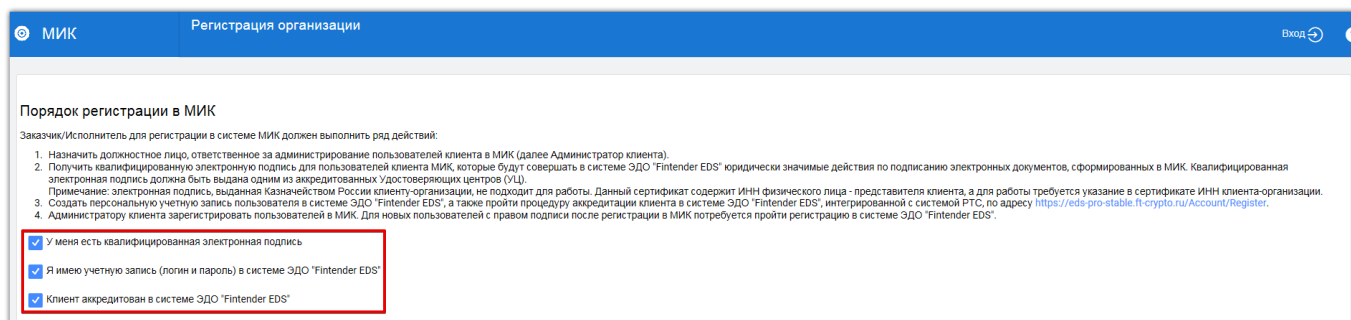 МИК
Регистрация организации
Вход
Порядок регистрации в МИК
Заказчик/Исполнитель для регистрации в системе МИК должен выполнить ряд действий:
1. Назначить должностное лицо, ответственное за администрирование пользователей клиента в МИК (далее Администратор клиента).
2. Получить квалифицированную электронную подпись для пользователей клиента МИК, которые будут совершать в системе ЭДО "Fintender EDS" юридически значимые действия по подписанию электронных документов, сформированных в МИК. Квалифицированная
электронная подпись должна быть выдана одним из аккредитованных Удостоверяющих центров (УЦ).
Примечание: электронная подпись, выданная Казначейством России клиенту-организации, не подходит для работы. Данный сертификат содержит ИНН физического лица - представителя клиента, а для работы требуется указание в сертификате ИНН клиента-организации.
3. Создать персональную учетную запись пользователя в системе ЭДО "Fintender EDS", а также пройти процедуру аккредитации клиента в системе ЭДО "Fintender EDS", интегрированной с системой РТС, по адресу https://eds-pro-stable.ft-crypto.ru/Account/Register.
4. Администратору клиента зарегистрировать пользователей в МИК. Для новых пользователей с правом подписи после регистрации в МИК потребуется пройти регистрацию в системе ЭДО "Fintender EDS".
У меня есть квалифицированная электронная подпись
Я имею учетную запись (логин и пароль) в системе ЭДО "Fintender EDS"
Клиент аккредитован в системе ЭДО "Fintender EDS"